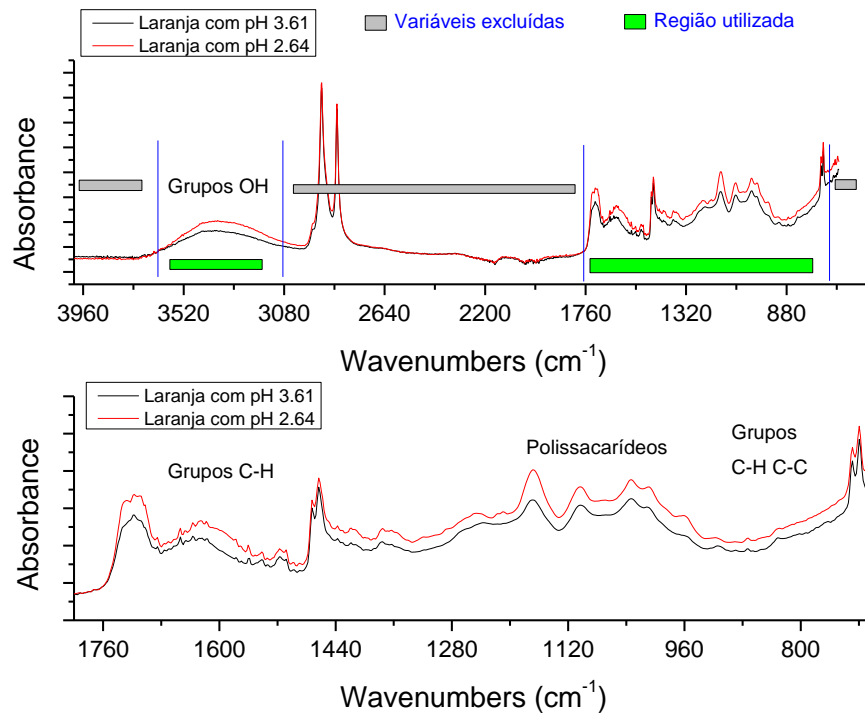 Laranja com pH 3.61
Laranja com pH 2.64
Variáveis excluídas
Região utilizada
Absorbance
Grupos OH
3960 3520 3080 2640 2200 1760 1320 880
Wavenumbers (cm⁻¹)
Laranja com pH 3.61
Laranja com pH 2.64
Absorbance
Grupos C-H
Polissacarídeos
Grupos
C-H C-C
1760 1600 1440 1280 1120 960 800
Wavenumbers (cm⁻¹)